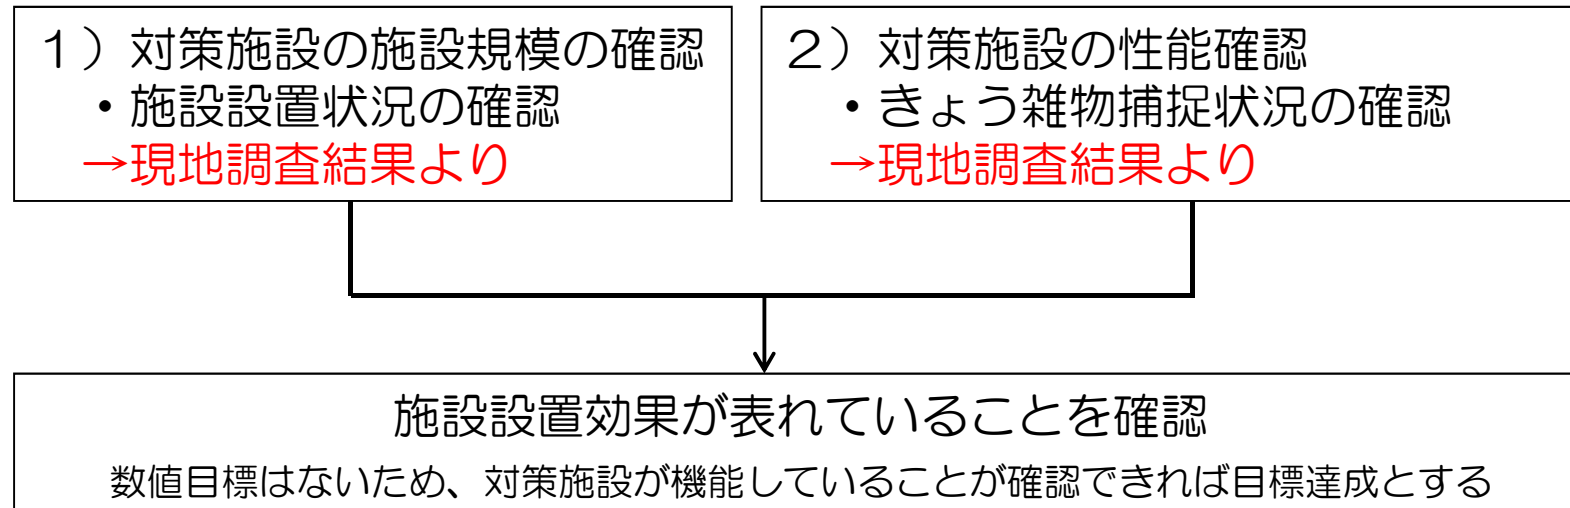 １）対策施設の施設規模の確認
・施設設置状況の確認
→現地調査結果より
２）対策施設の性能確認
・きょう雑物捕捉状況の確認
→現地調査結果より
施設設置効果が表れていることを確認
数値目標はないため、対策施設が機能していることが確認できれば目標達成とする